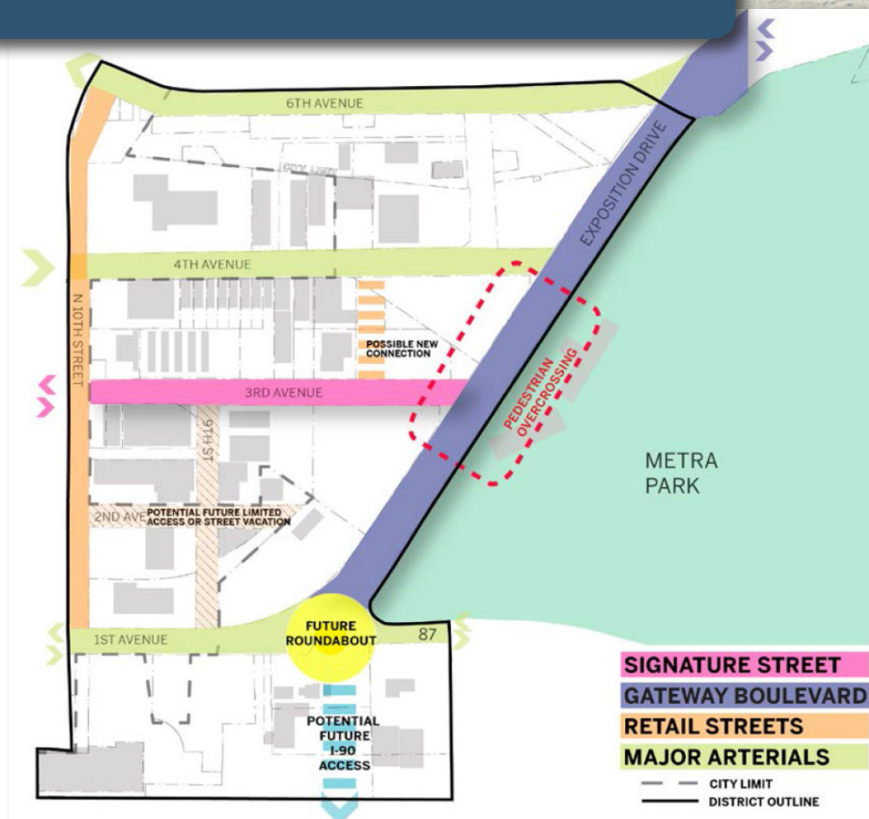 6TH AVENUE
EXPOSITION DRIVE
CITY LIMIT
4TH AVENUE
N 10TH STREET
POSSIBLE NEW
CONNECTION
3RD AVENUE
PEDESTRIAN
OVERCROSSING
9TH ST
METRA
PARK
2ND AVE
POTENTIAL FUTURE LIMITED
ACCESS OR STREET VACATION
1ST AVENUE
FUTURE
ROUNDABOUT
87
POTENTIAL
FUTURE
I-90
ACCESS
SIGNATURE STREET
GATEWAY BOULEVARD
RETAIL STREETS
MAJOR ARTERIALS
CITY LIMIT
DISTRICT OUTLINE